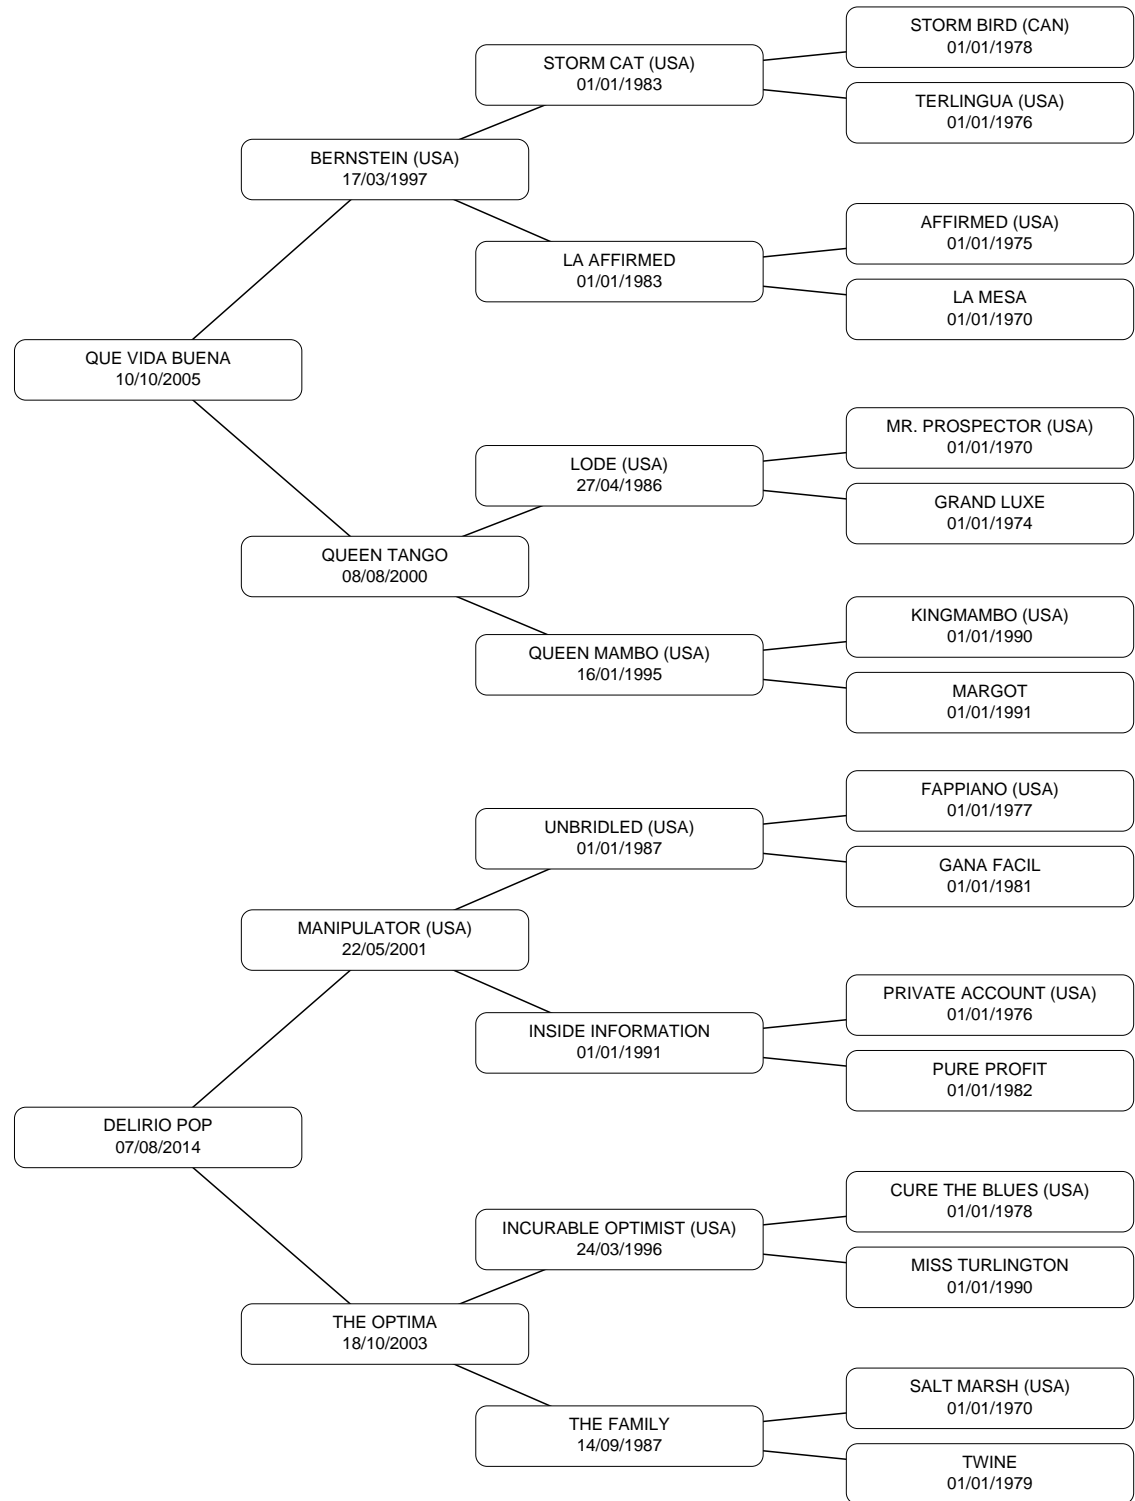 STORM BIRD (CAN)
01/01/1978
STORM CAT (USA)
01/01/1983
TERLINGUA (USA)
01/01/1976
BERNSTEIN (USA)
17/03/1997
AFFIRMED (USA)
01/01/1975
LA AFFIRMED
01/01/1983
LA MESA
01/01/1970
QUE VIDA BUENA
10/10/2005
MR. PROSPECTOR (USA)
01/01/1970
LODE (USA)
27/04/1986
GRAND LUXE
01/01/1974
QUEEN TANGO
08/08/2000
KINGMAMBO (USA)
01/01/1990
QUEEN MAMBO (USA)
16/01/1995
MARGOT
01/01/1991
FAPPIANO (USA)
01/01/1977
UNBRIDLED (USA)
01/01/1987
GANA FACIL
01/01/1981
MANIPULATOR (USA)
22/05/2001
PRIVATE ACCOUNT (USA)
01/01/1976
INSIDE INFORMATION
01/01/1991
PURE PROFIT
01/01/1982
DELIRIO POP
07/08/2014
CURE THE BLUES (USA)
01/01/1978
INCURABLE OPTIMIST (USA)
24/03/1996
MISS TURLINGTON
01/01/1990
THE OPTIMA
18/10/2003
SALT MARSH (USA)
01/01/1970
THE FAMILY
14/09/1987
TWINE
01/01/1979